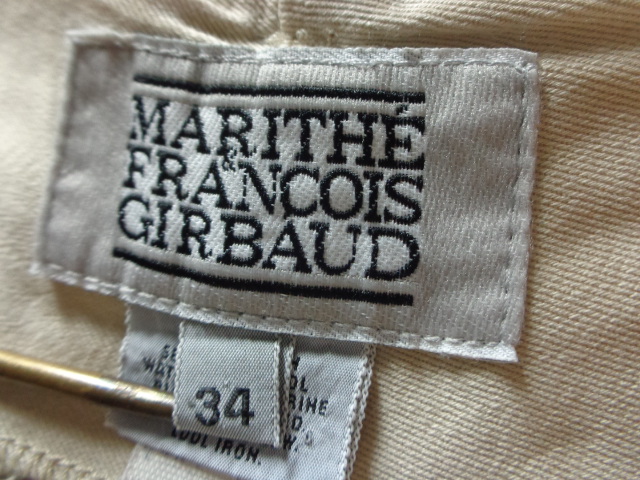 MARITHÉ
&
FRANCOIS
GIRBAUD
34
COOL IRON.